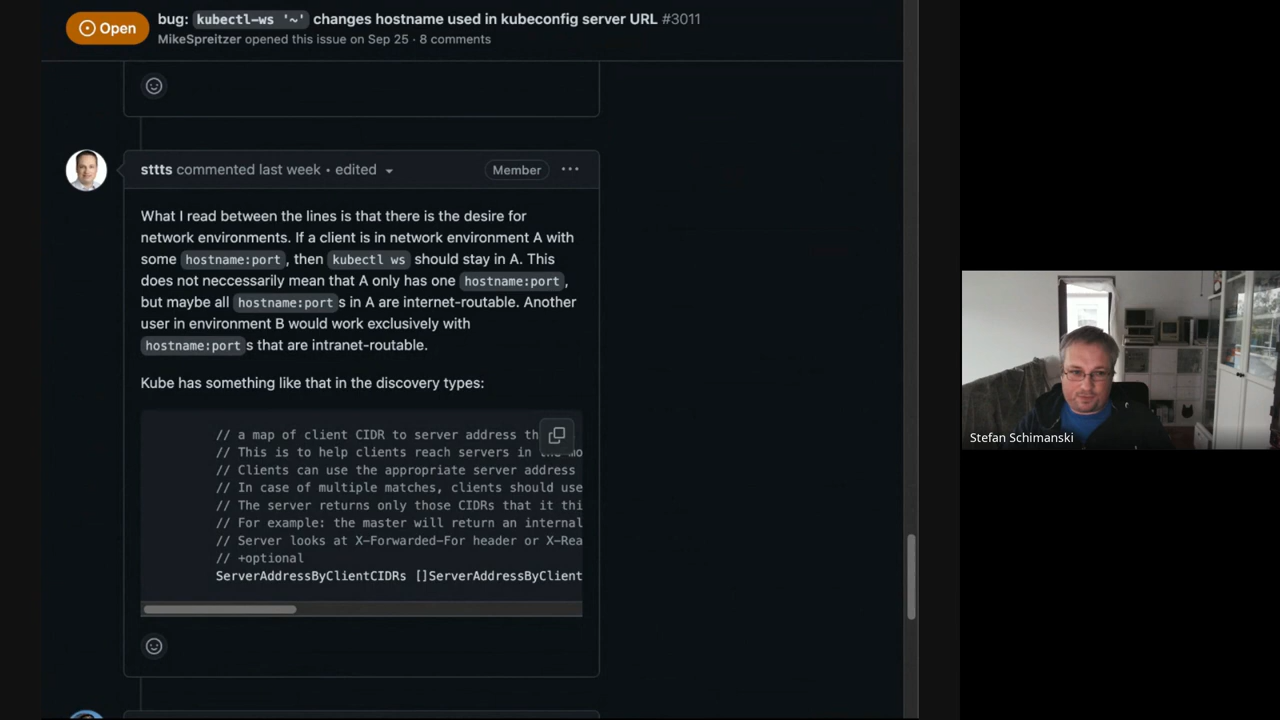 Open
bug: kubectl-ws '~' changes hostname used in kubeconfig server URL #3011
MikeSpreitzer opened this issue on Sep 25 · 8 comments
sttts commented last week • edited
Member
What I read between the lines is that there is the desire for
network environments. If a client is in network environment A with
some hostname:port, then kubectl ws should stay in A. This
does not neccessarily mean that A only has one hostname:port,
but maybe all hostname:ports in A are internet-routable. Another
user in environment B would work exclusively with
hostname:ports that are intranet-routable.
Kube has something like that in the discovery types:
// a map of client CIDR to server address th
// This is to help clients reach servers in the mo
// Clients can use the appropriate server address
// In case of multiple matches, clients should use
// The server returns only those CIDRs that it thi
// For example: the master will return an internal
// Server looks at X-Forwarded-For header or X-Rea
// +optional
ServerAddressByClientCIDRs []ServerAddressByClient
Stefan Schimanski